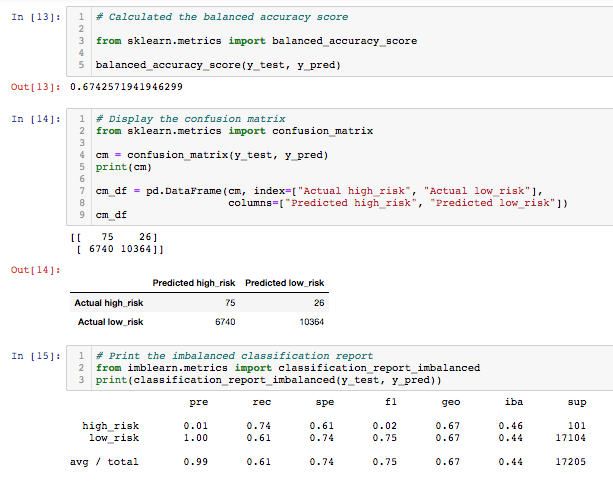 In [13]: 1 # Calculated the balanced accuracy score
2
3 from sklearn.metrics import balanced_accuracy_score
4
5 balanced_accuracy_score(y_test, y_pred)
Out[13]: 0.6742571941946299
In [14]: 1 # Display the confusion matrix
2 from sklearn.metrics import confusion_matrix
3
4 cm = confusion_matrix(y_test, y_pred)
5 print(cm)
6
7 cm_df = pd.DataFrame(cm, index=["Actual high_risk", "Actual low_risk"],
8 columns=["Predicted high_risk", "Predicted low_risk"])
9 cm_df
[[ 75 26]
[ 6740 10364]]
Out[14]:
Predicted high_risk Predicted low_risk
Actual high_risk 75 26
Actual low_risk 6740 10364
In [15]: 1 # Print the imbalanced classification report
2 from imblearn.metrics import classification_report_imbalanced
3 print(classification_report_imbalanced(y_test, y_pred))
pre rec spe f1 geo iba sup
high_risk 0.01 0.74 0.61 0.02 0.67 0.46 101
low_risk 1.00 0.61 0.74 0.75 0.67 0.44 17104
avg / total 0.99 0.61 0.74 0.75 0.67 0.44 17205